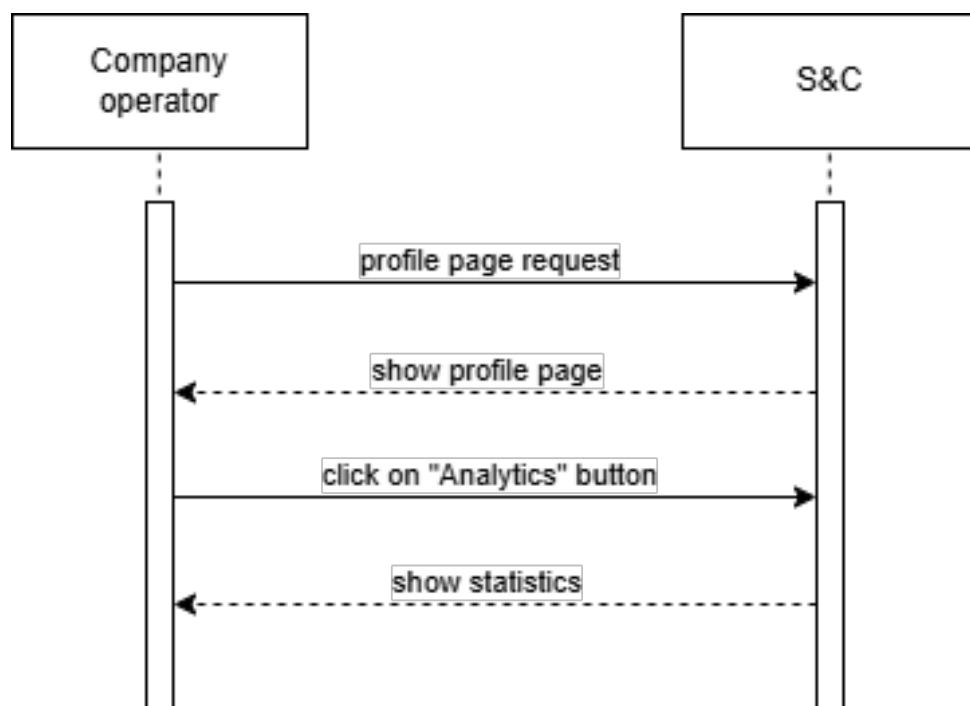 Company
operator
S&C
profile page request
show profile page
click on "Analytics" button
show statistics